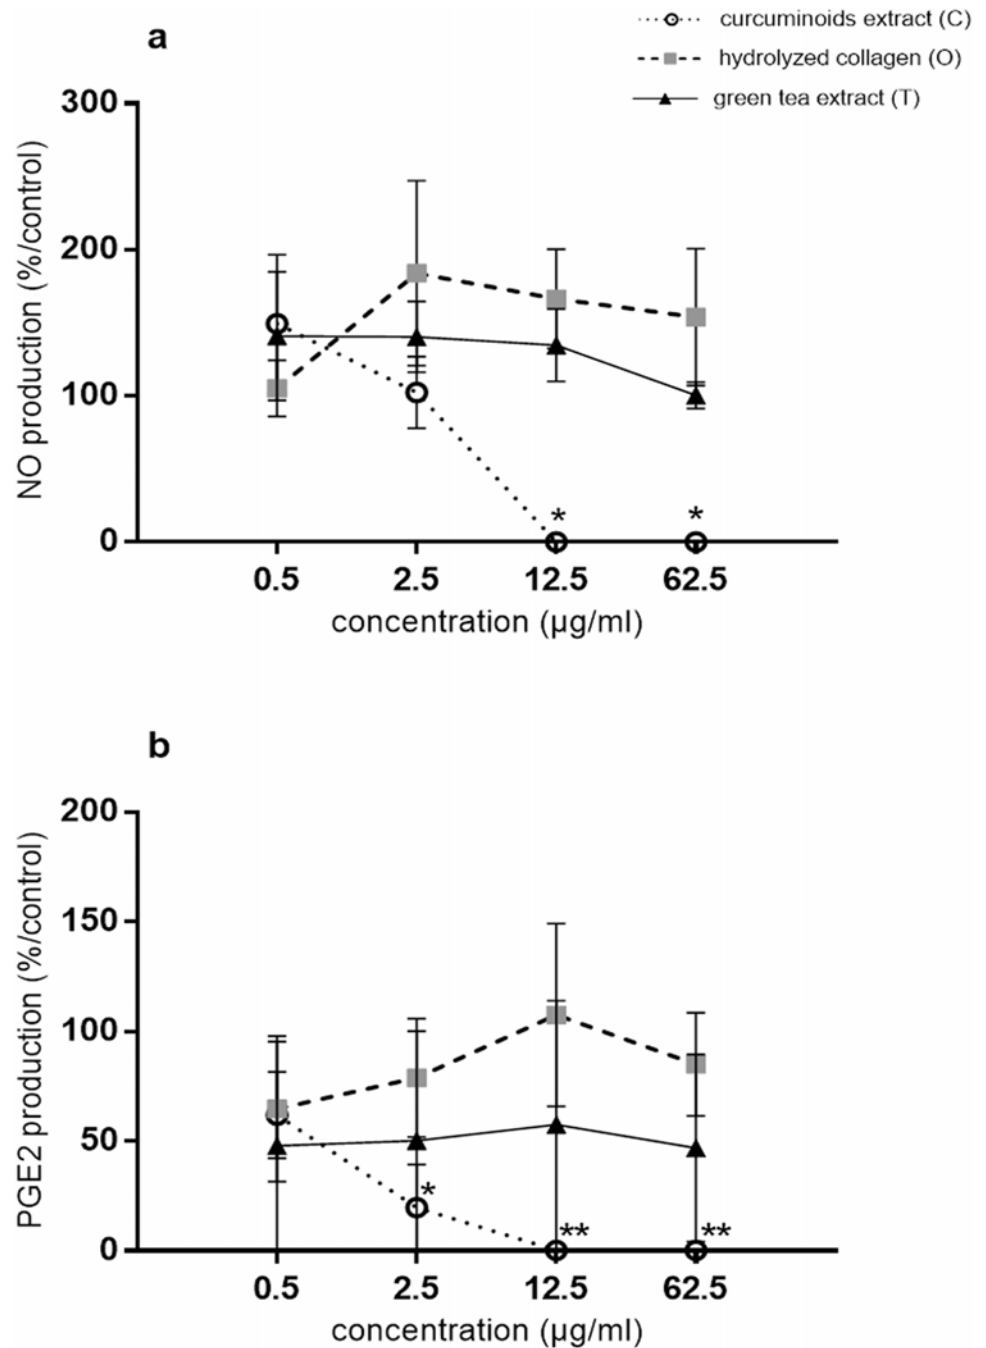 a
curcuminoids extract (C)
hydrolyzed collagen (O)
green tea extract (T)
NO production (%/control)
300
200
100
0
* *
0.5 2.5 12.5 62.5
concentration (µg/ml)
b
PGE2 production (%/control)
200
150
100
50
0
* ** **
0.5 2.5 12.5 62.5
concentration (µg/ml)